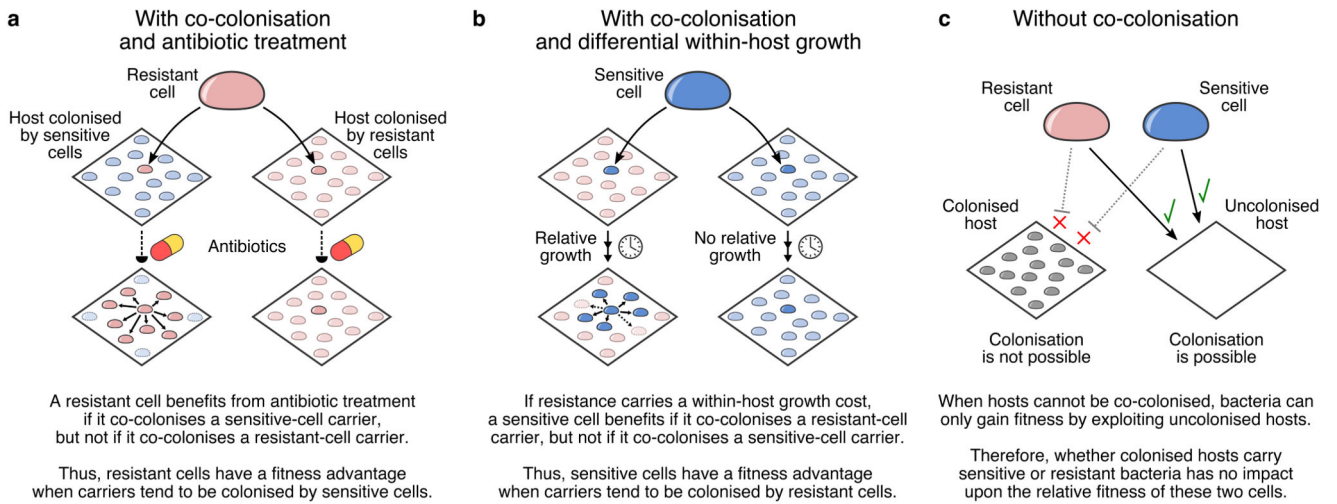 a
With co-colonisation
and antibiotic treatment
Resistant
cell
Host colonised
by sensitive
cells
Host colonised
by resistant
cells
Antibiotics
A resistant cell benefits from antibiotic treatment
if it co-colonises a sensitive-cell carrier,
but not if it co-colonises a resistant-cell carrier.
Thus, resistant cells have a fitness advantage
when carriers tend to be colonised by sensitive cells.
b
With co-colonisation
and differential within-host growth
Sensitive
cell
Relative
growth
No relative
growth
If resistance carries a within-host growth cost,
a sensitive cell benefits if it co-colonises a resistant-cell
carrier, but not if it co-colonises a sensitive-cell carrier.
Thus, sensitive cells have a fitness advantage
when carriers tend to be colonised by resistant cells.
c
Without co-colonisation
Resistant
cell
Sensitive
cell
Colonised
host
Uncolonised
host
Colonisation
is not possible
Colonisation
is possible
When hosts cannot be co-colonised, bacteria can
only gain fitness by exploiting uncolonised hosts.
Therefore, whether colonised hosts carry
sensitive or resistant bacteria has no impact
upon the relative fitness of these two cells.